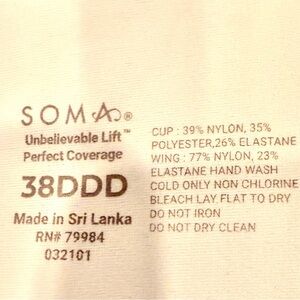 SOMA®
Unbelievable Lift™
Perfect Coverage
38DDD
Made in Sri Lanka
RN# 79984
032101
CUP : 39% NYLON, 35%
POLYESTER,26% ELASTANE
WING : 77% NYLON, 23%
ELASTANE HAND WASH
COLD ONLY NON CHLORINE
BLEACH LAY FLAT TO DRY
DO NOT IRON
DO NOT DRY CLEAN